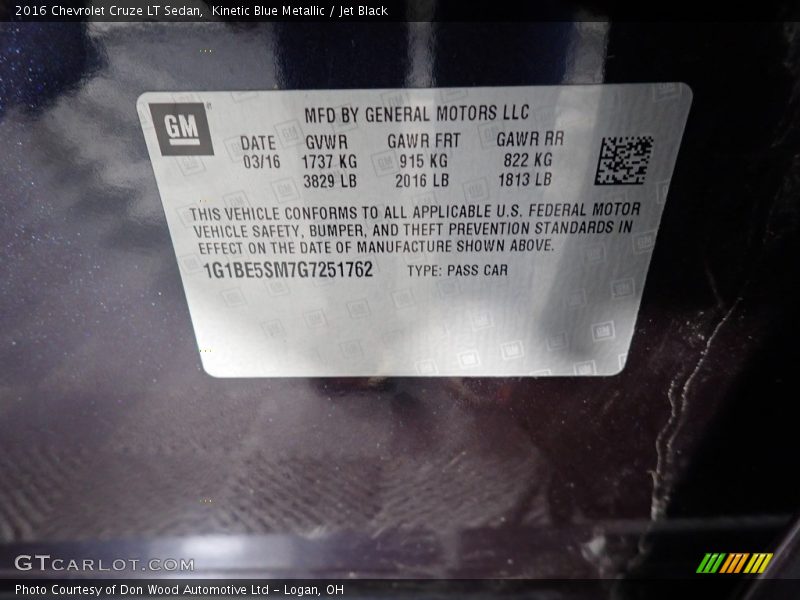 2016 Chevrolet Cruze LT Sedan, Kinetic Blue Metallic / Jet Black
GM
MFD BY GENERAL MOTORS LLC
DATE GVWR GAWR FRT GAWR RR
03/16 1737 KG 915 KG 822 KG
3829 LB 2016 LB 1813 LB
THIS VEHICLE CONFORMS TO ALL APPLICABLE U.S. FEDERAL MOTOR
VEHICLE SAFETY, BUMPER, AND THEFT PREVENTION STANDARDS IN
EFFECT ON THE DATE OF MANUFACTURE SHOWN ABOVE.
1G1BE5SM7G7251762 TYPE: PASS CAR
GTCARLOT.COM
Photo Courtesy of Don Wood Automotive Ltd - Logan, OH